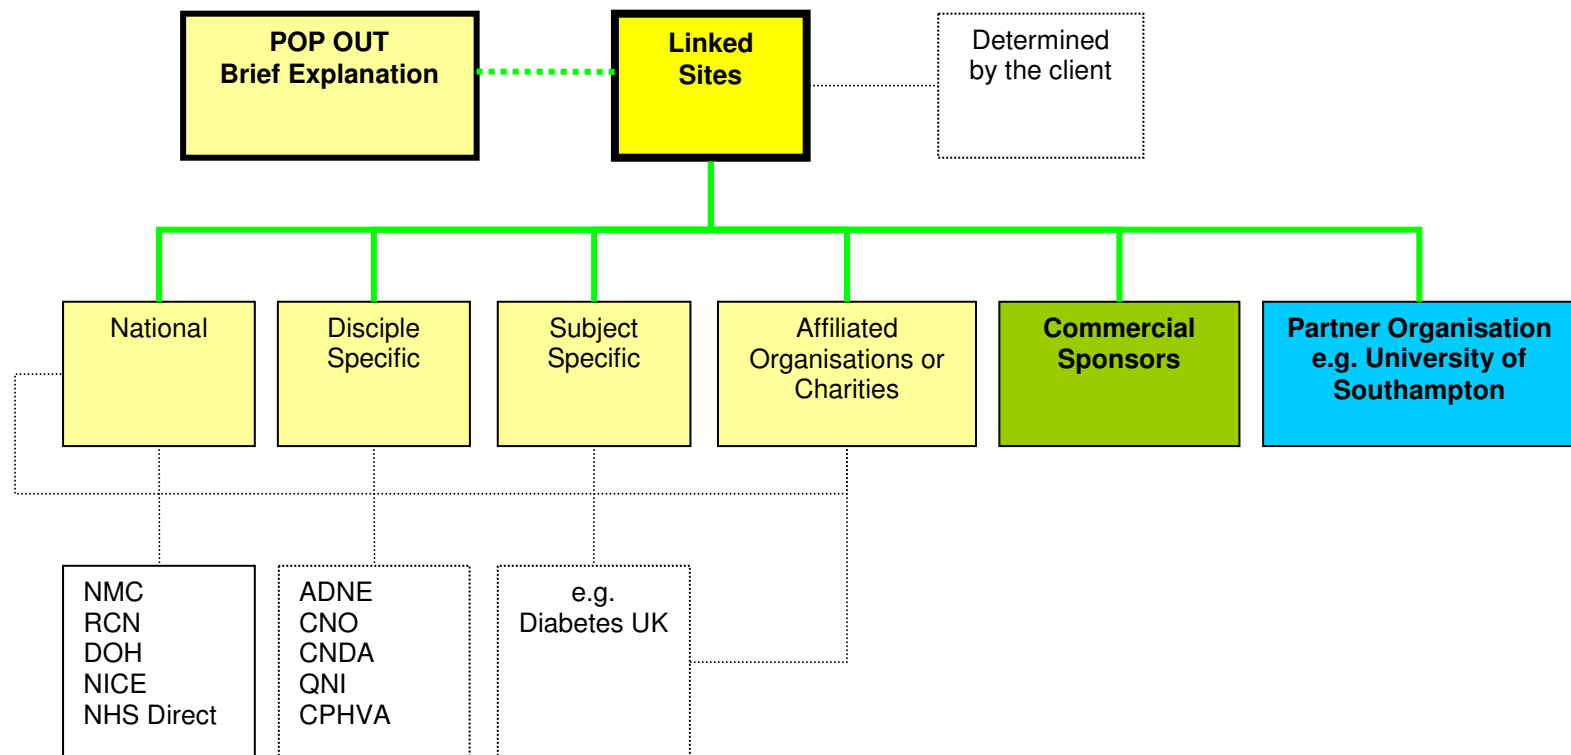 POP OUT
Brief Explanation
Linked
Sites
Determined
by the client
National
Disciple
Specific
Subject
Specific
Affiliated
Organisations or
Charities
Commercial
Sponsors
Partner Organisation
e.g. University of
Southampton
NMC
RCN
DOH
NICE
NHS Direct
ADNE
CNO
CNDA
QNI
CPHVA
e.g.
Diabetes UK